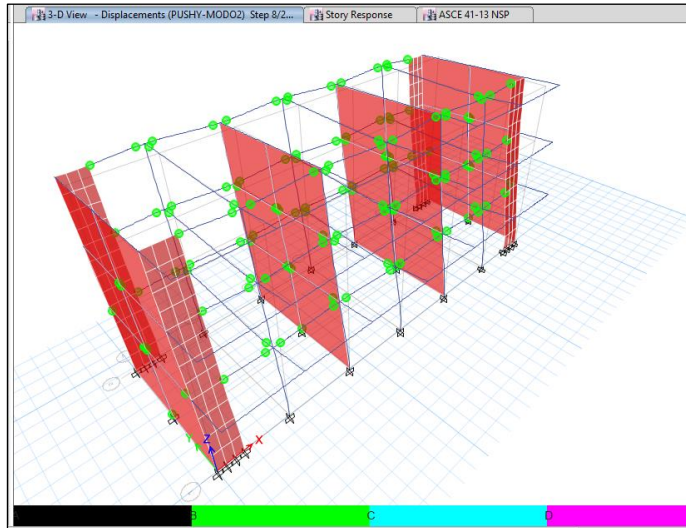 3-D View - Displacements (PUSHY-MODO2) Step 8/2...
Story Response
ASCE 41-13 NSP
Z
X
Y
B
C
D